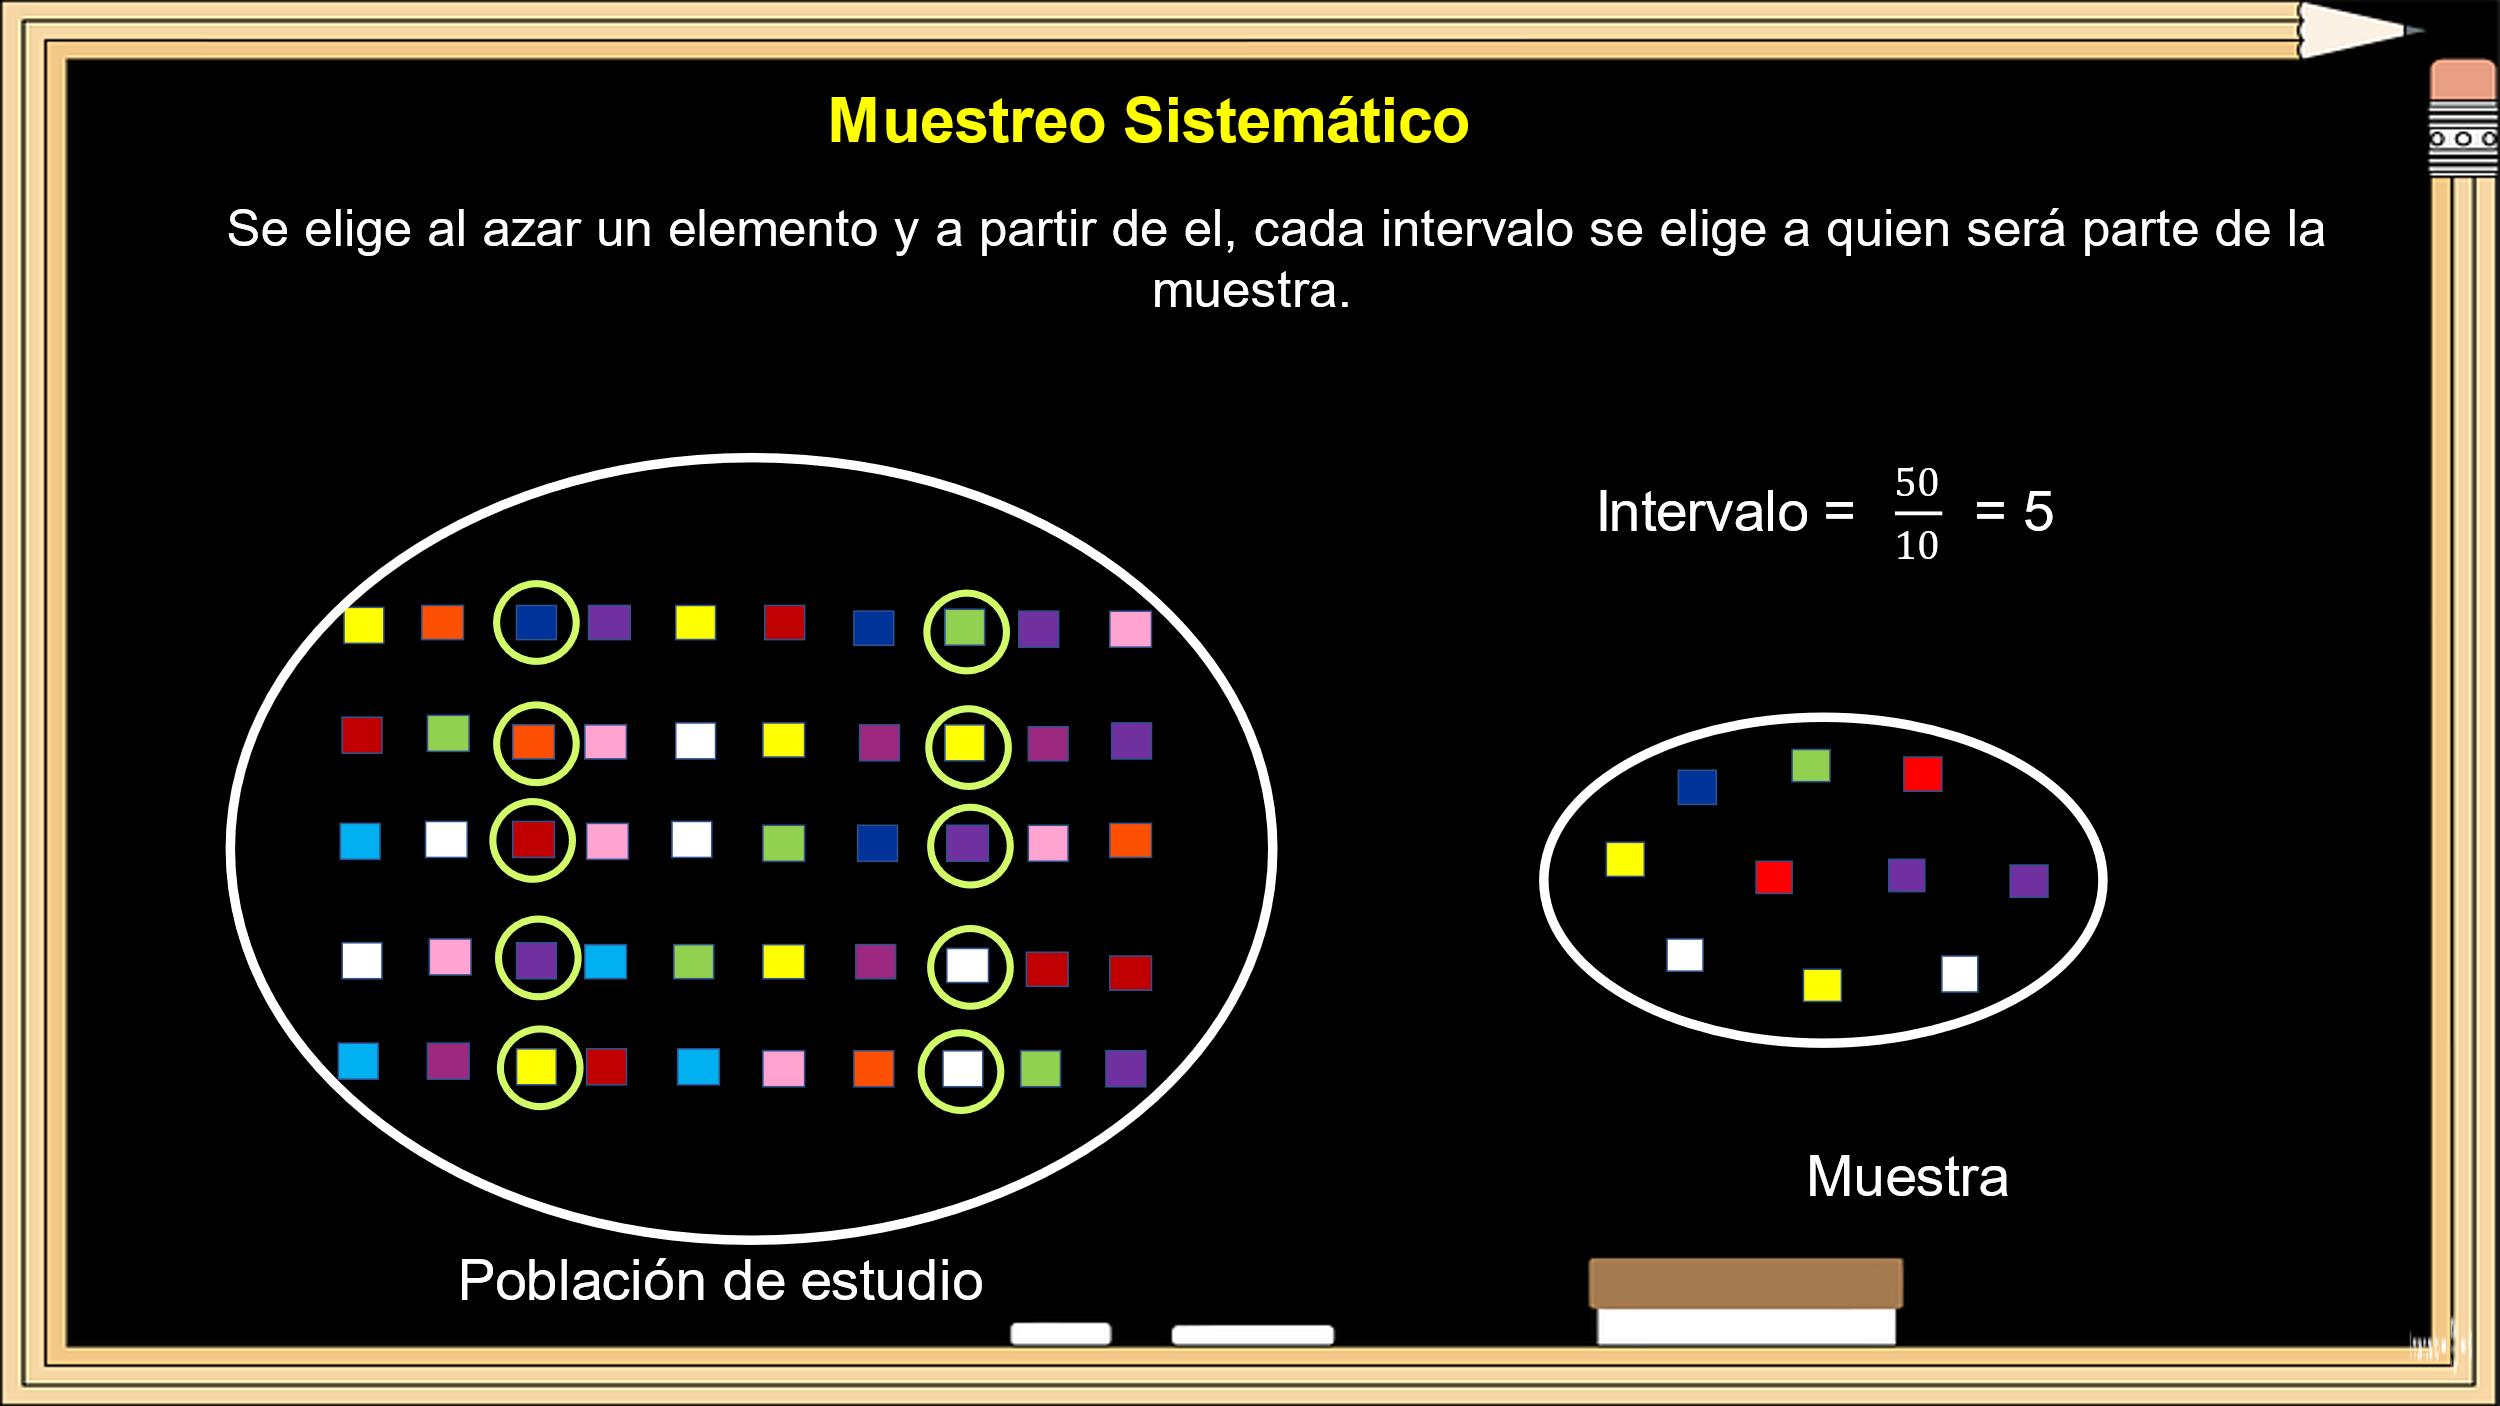 Muestreo Sistemático
Se elige al azar un elemento y a partir de el, cada intervalo se elige a quien será parte de la
muestra.
Intervalo = 50/10 = 5
Muestra
Población de estudio